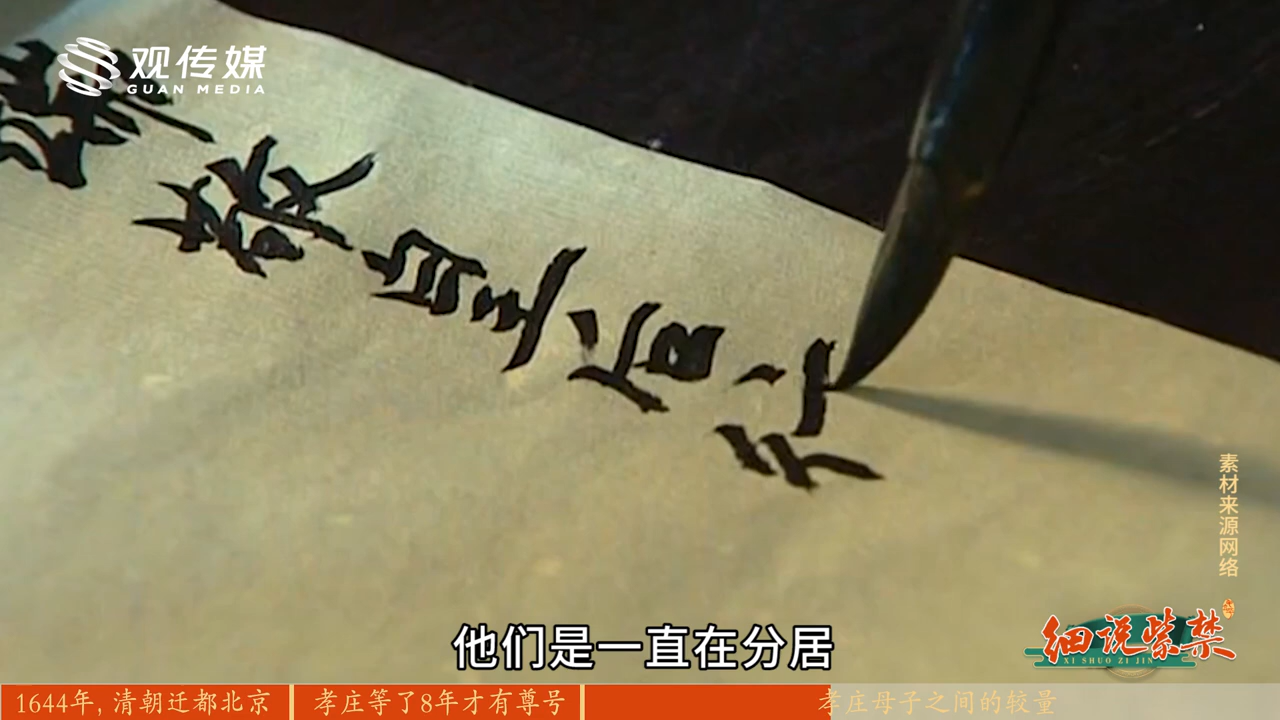 观传媒
GUAN MEDIA
素材来源网络
他们是一直在分居
细说紫禁
XI SHUO ZI JIN
1644年,清朝迁都北京
孝庄等了8年才有尊号
孝庄母子之间的较量